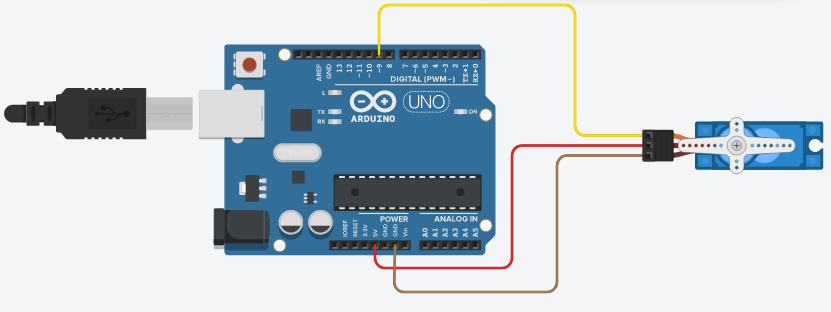 AREF
GND
13
12
~11
~10
~9
8
7
~6
~5
4
~3
2
TX→1
RX←0
DIGITAL (PWM~)
L
TX
RX
UNO
ON
ARDUINO
POWER
ANALOG IN
IOREF
RESET
3.3V
5V
GND
GND
Vin
A0
A1
A2
A3
A4
A5